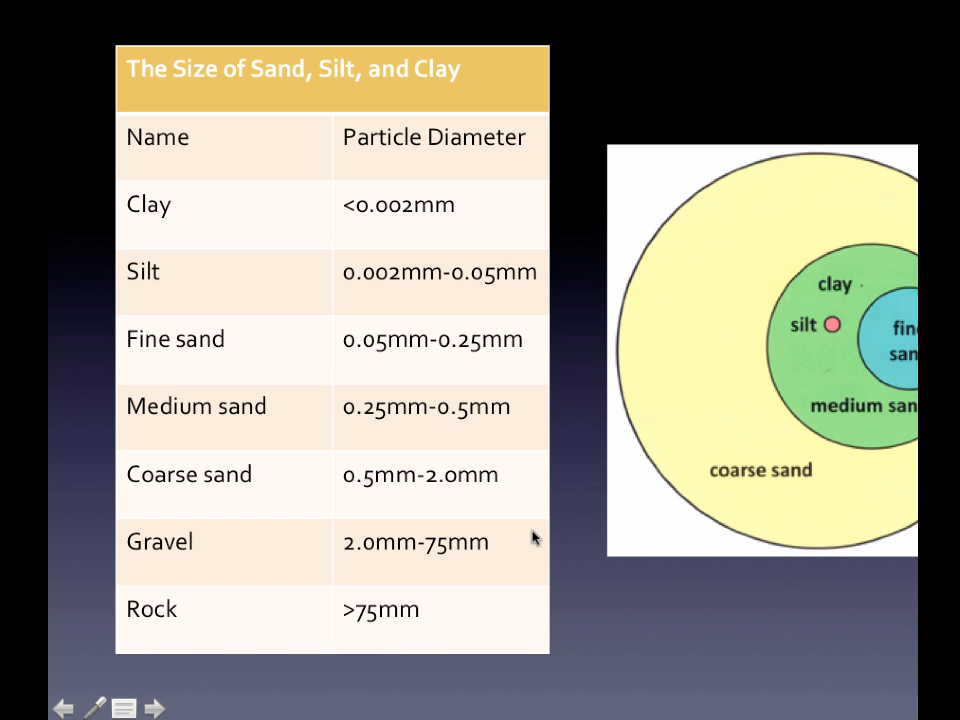 The Size of Sand, Silt, and Clay
Name Particle Diameter
Clay <0.002mm
Silt 0.002mm-0.05mm
Fine sand 0.05mm-0.25mm
Medium sand 0.25mm-0.5mm
Coarse sand 0.5mm-2.0mm
Gravel 2.0mm-75mm
Rock >75mm
clay
silt
medium
coarse sand